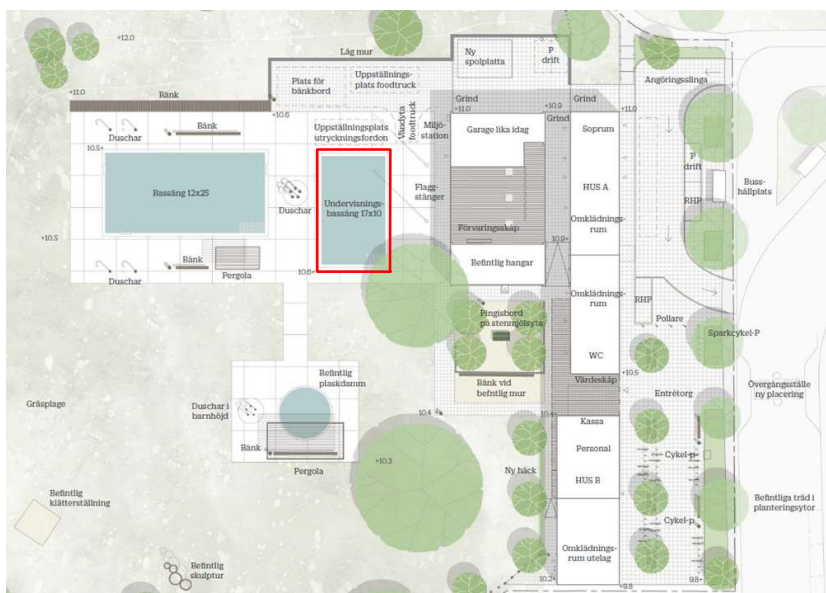 +12.0
Låg mur
Ny
spolplatta
P
drift
Angöringsslinga
Plats för
bänkbord
Uppställnings-
plats foodtruck
+11.0
Bänk
Grind
+11.0
+10.9
Grind
Grind
+11.0
+10.6
Uppställningsplats
utryckningsfordon
Vändyta
foodtruck
Miljö-
station
Garage lika idag
Soprum
Duschar
Bänk
+10.5
P
drift
Buss-
hållplats
Bassäng 12x25
Duschar
Undervisnings-
bassäng 17x10
Flagg-
stänger
HUS A
RHP
Omklädnings-
rum
Förvaringsskåp
+10.5
+10.9
Bänk
Pergola
+10.6
Duschar
Befintlig hangar
Omklädnings-
rum
RHP
Pingisbord
på stenmjölsyta
Pollare
Sparkcykel-P
WC
Befintlig
plaskdamm
+10.5
Värdeskåp
Bänk vid
befntlig mur
Entrétorg
Övergångsställe
ny placering
Gräsplage
Duschar i
barnhöjd
+10.4
+10.4
Kassa
Bänk
Personal
Cykel-p
Pergola
+10.3
Ny häck
HUS B
Befintlig
klätterställning
Befintliga träd i
planteringsytor
Cykel-p
Omklädnings-
rum utelag
Befintlig
skulptur
+10.2
+9.8
9.8+